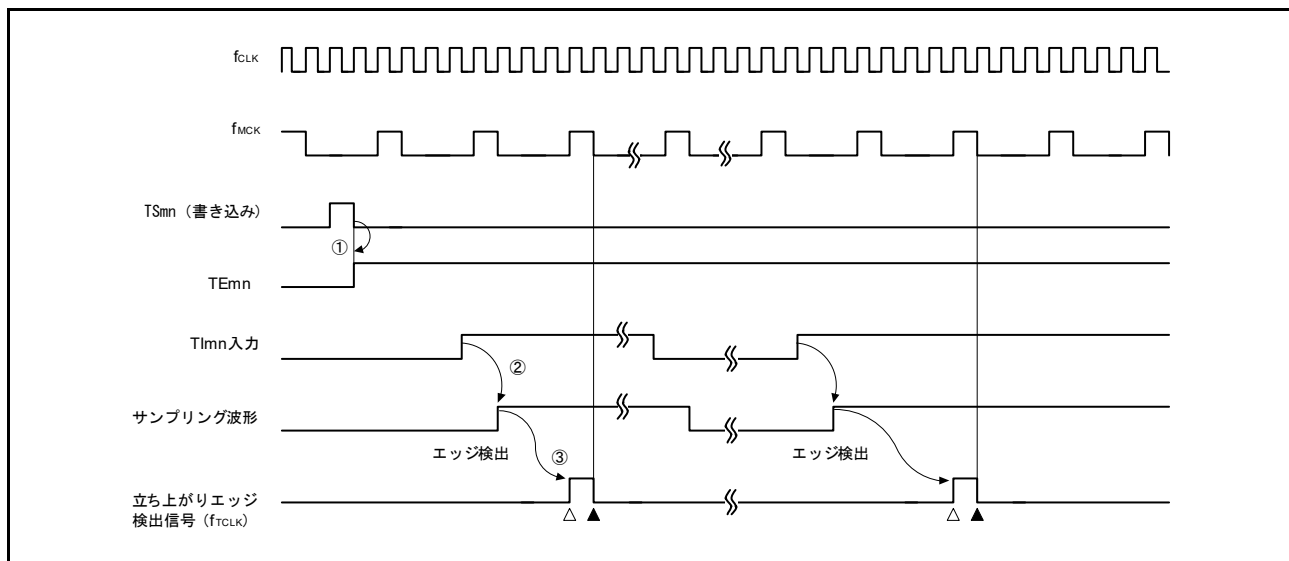 fCLK
fMCK
TSmn（書き込み）
①
TEmn
TImn入力
②
サンプリング波形
エッジ検出
③
エッジ検出
立ち上がりエッジ
検出信号（fTCLK）